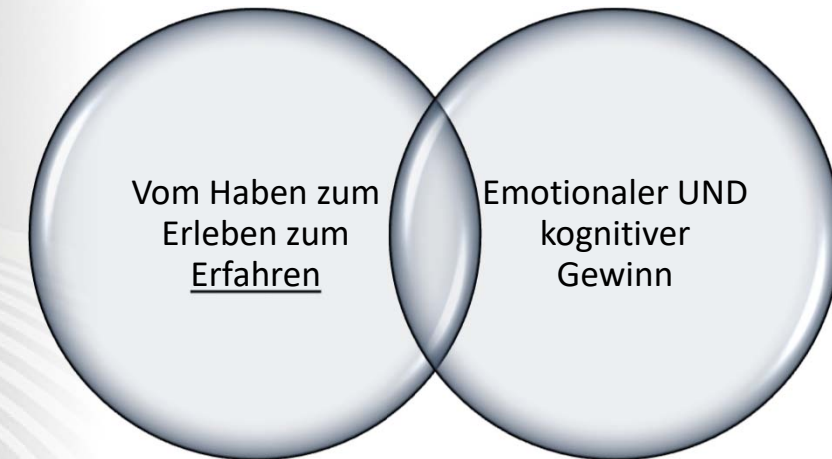 Vom Haben zum
Erleben zum
Erfahren
Emotionaler UND
kognitiver
Gewinn